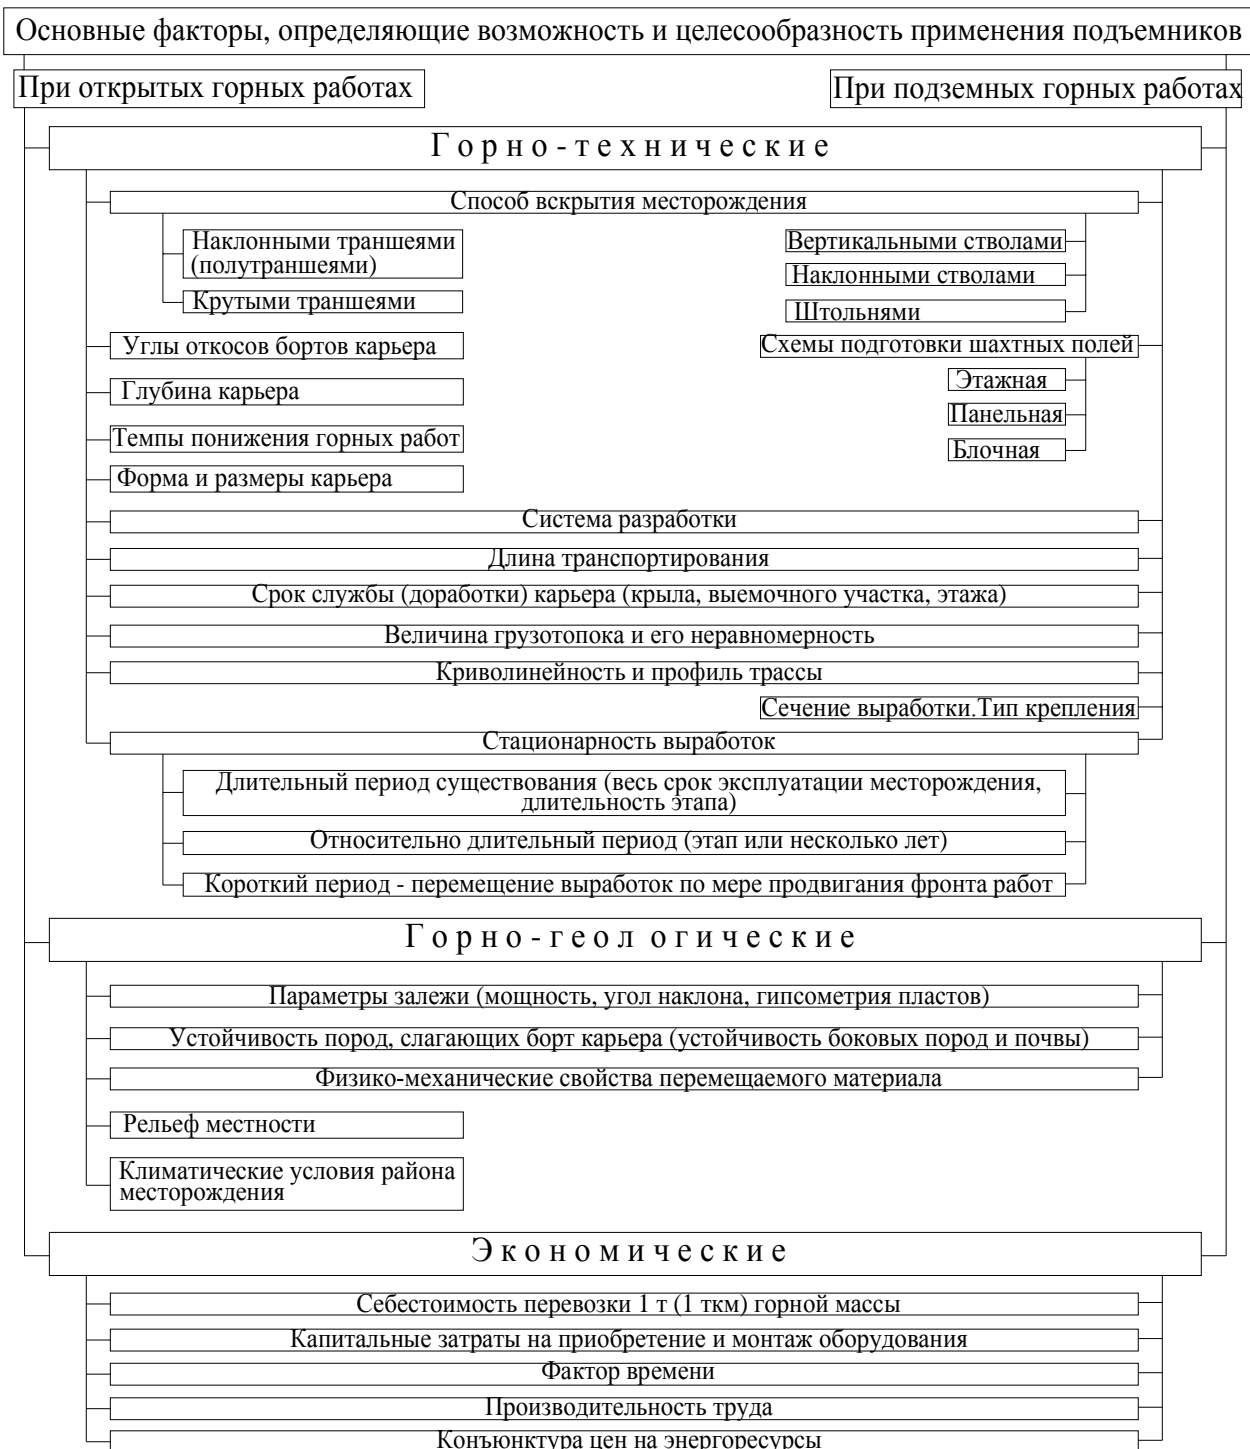 Основные факторы, определяющие возможность и целесообразность применения подъемников
При открытых горных работах
При подземных горных работах
Горно-технические
Способ вскрытия месторождения
Наклонными траншеями
(полутраншеями)
Крутыми траншеями
Вертикальными стволами
Наклонными стволами
Штольнями
Углы откосов бортов карьера
Глубина карьера
Темпы понижения горных работ
Форма и размеры карьера
Схемы подготовки шахтных полей
Этажная
Панельная
Блочная
Система разработки
Длина транспортирования
Срок службы (доработки) карьера (крыла, выемочного участка, этажа)
Величина грузотопока и его неравномерность
Криволинейность и профиль трассы
Сечение выработки.Тип крепления
Стационарность выработок
Длительный период существования (весь срок эксплуатации месторождения,
длительность этапа)
Относительно длительный период (этап или несколько лет)
Короткий период - перемещение выработок по мере продвигания фронта работ
Горно-геологические
Параметры залежи (мощность, угол наклона, гипсометрия пластов)
Устойчивость пород, слагающих борт карьера (устойчивость боковых пород и почвы)
Физико-механические свойства перемещаемого материала
Рельеф местности
Климатические условия района
месторождения
Экономические
Себестоимость перевозки 1 т (1 ткм) горной массы
Капитальные затраты на приобретение и монтаж оборудования
Фактор времени
Производительность труда
Конъюнктура цен на энергоресурсы